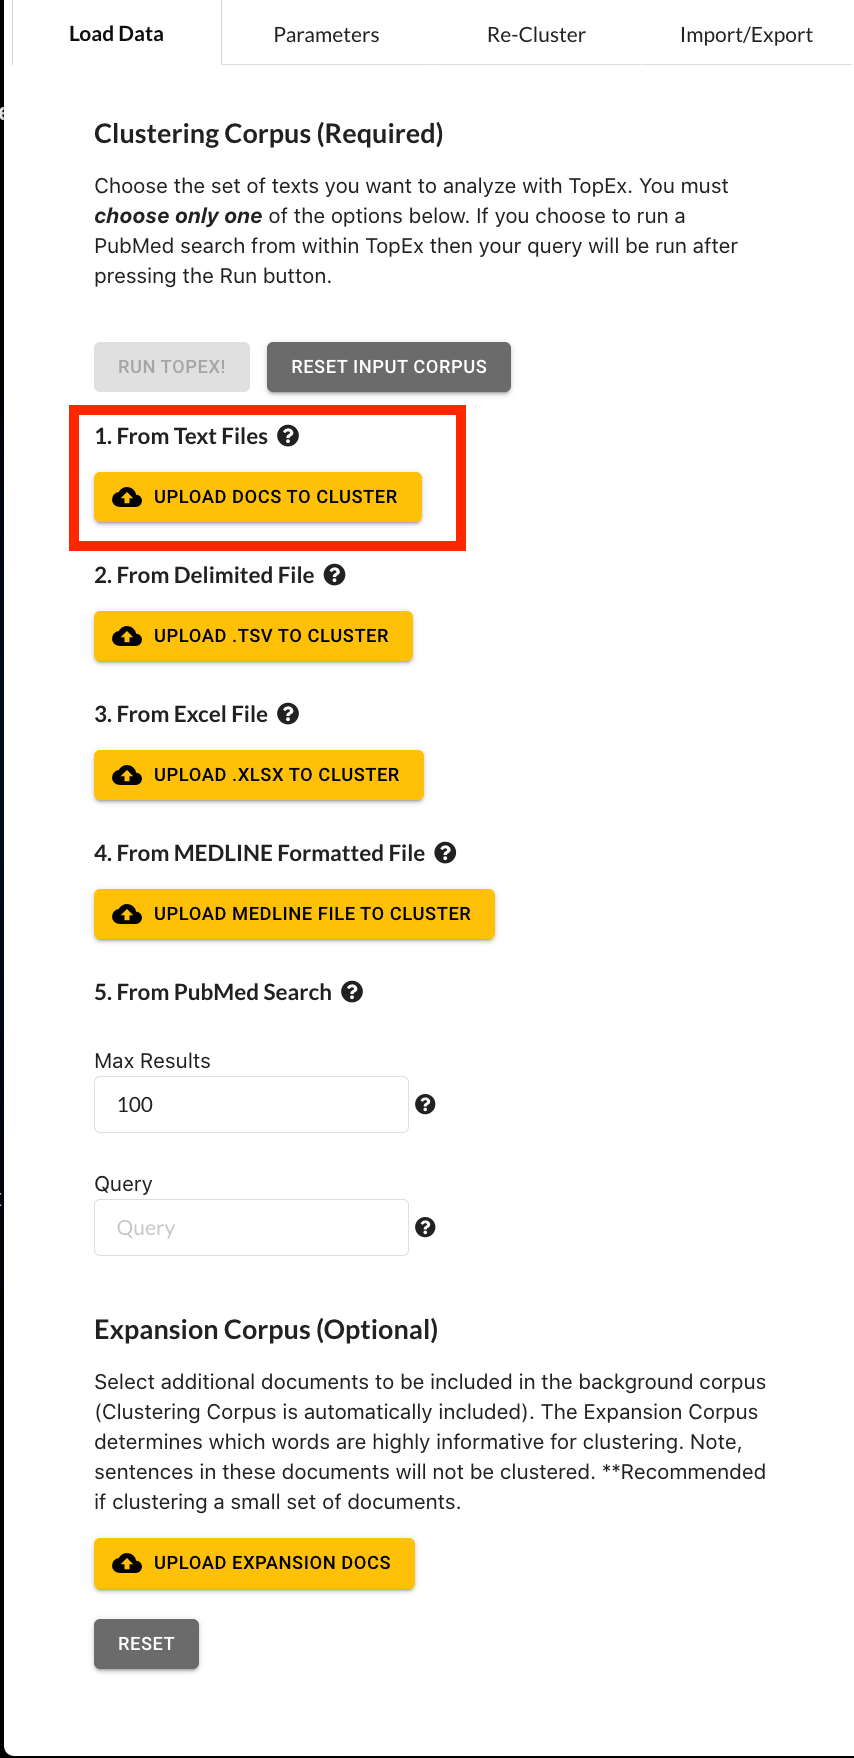 Load Data
Parameters
Re-Cluster
Import/Export
Clustering Corpus (Required)
Choose the set of texts you want to analyze with TopEx. You must
choose only one of the options below. If you choose to run a
PubMed search from within TopEx then your query will be run after
pressing the Run button.
RUN TOPEX!
RESET INPUT CORPUS
1. From Text Files ?
UPLOAD DOCS TO CLUSTER
2. From Delimited File ?
UPLOAD .TSV TO CLUSTER
3. From Excel File ?
UPLOAD .XLSX TO CLUSTER
4. From MEDLINE Formatted File ?
UPLOAD MEDLINE FILE TO CLUSTER
5. From PubMed Search ?
Max Results
100 ?
Query
Query ?
Expansion Corpus (Optional)
Select additional documents to be included in the background corpus
(Clustering Corpus is automatically included). The Expansion Corpus
determines which words are highly informative for clustering. Note,
sentences in these documents will not be clustered. **Recommended
if clustering a small set of documents.
UPLOAD EXPANSION DOCS
RESET